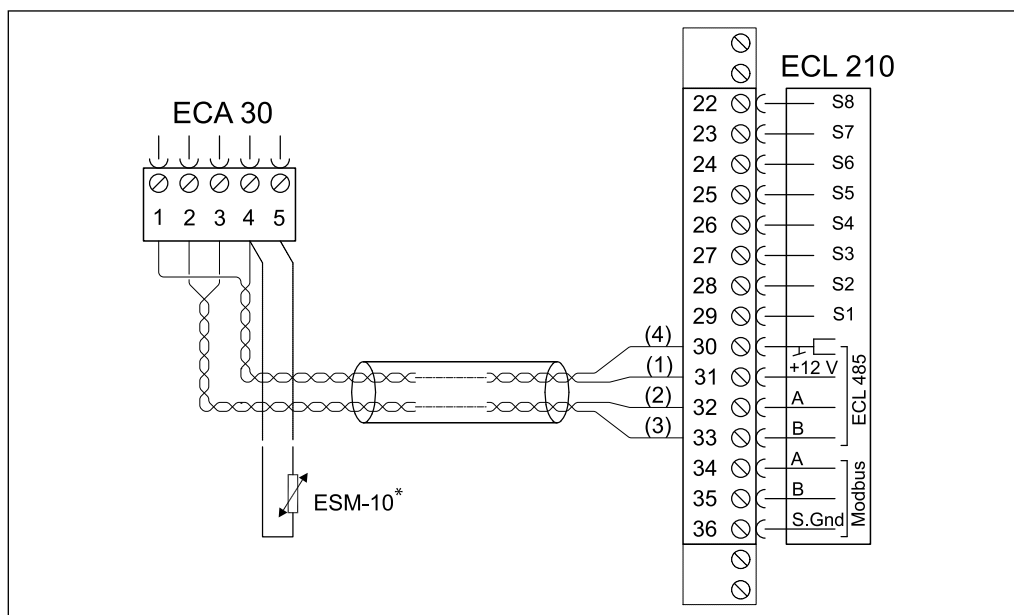 ECL 210
ECA 30
1 2 3 4 5
22 S8
23 S7
24 S6
25 S5
26 S4
27 S3
28 S2
29 S1
(4) 30
(1) 31 +12 V
(2) 32 A
(3) 33 B
ECL 485
34 A
35 B
36 S.Gnd
Modbus
ESM-10*